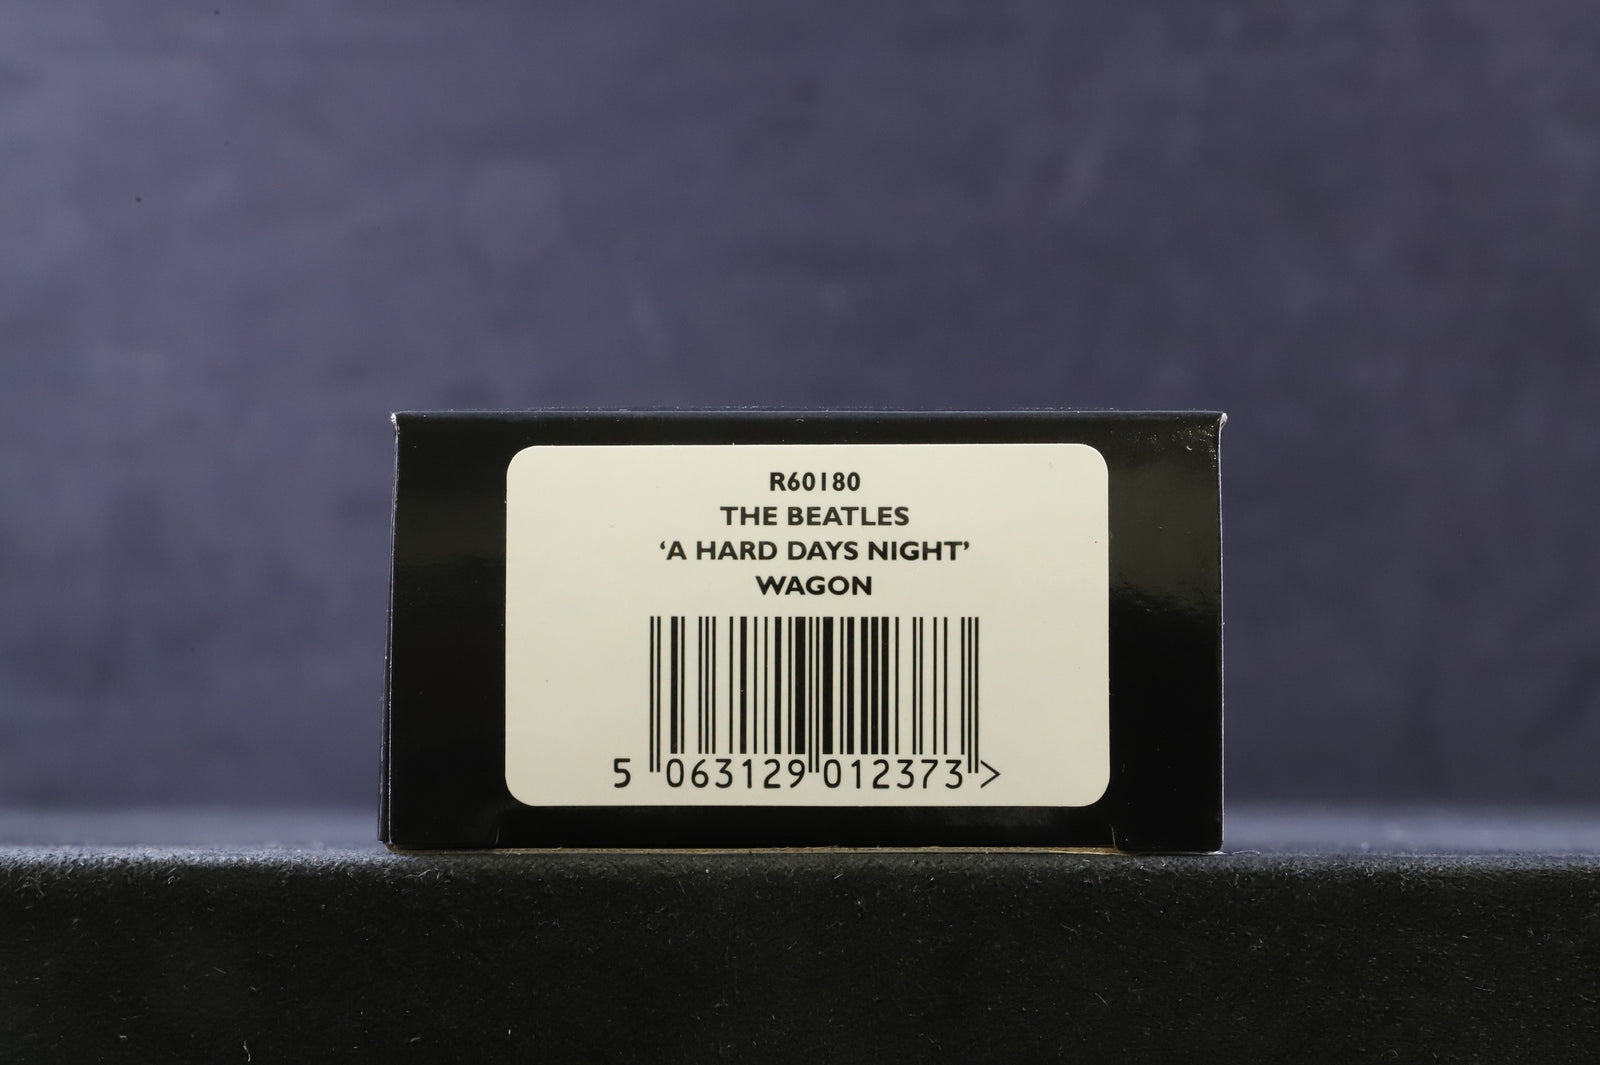 R60180
THE BEATLES
‘A HARD DAYS NIGHT’
WAGON
5 063129 012373 >